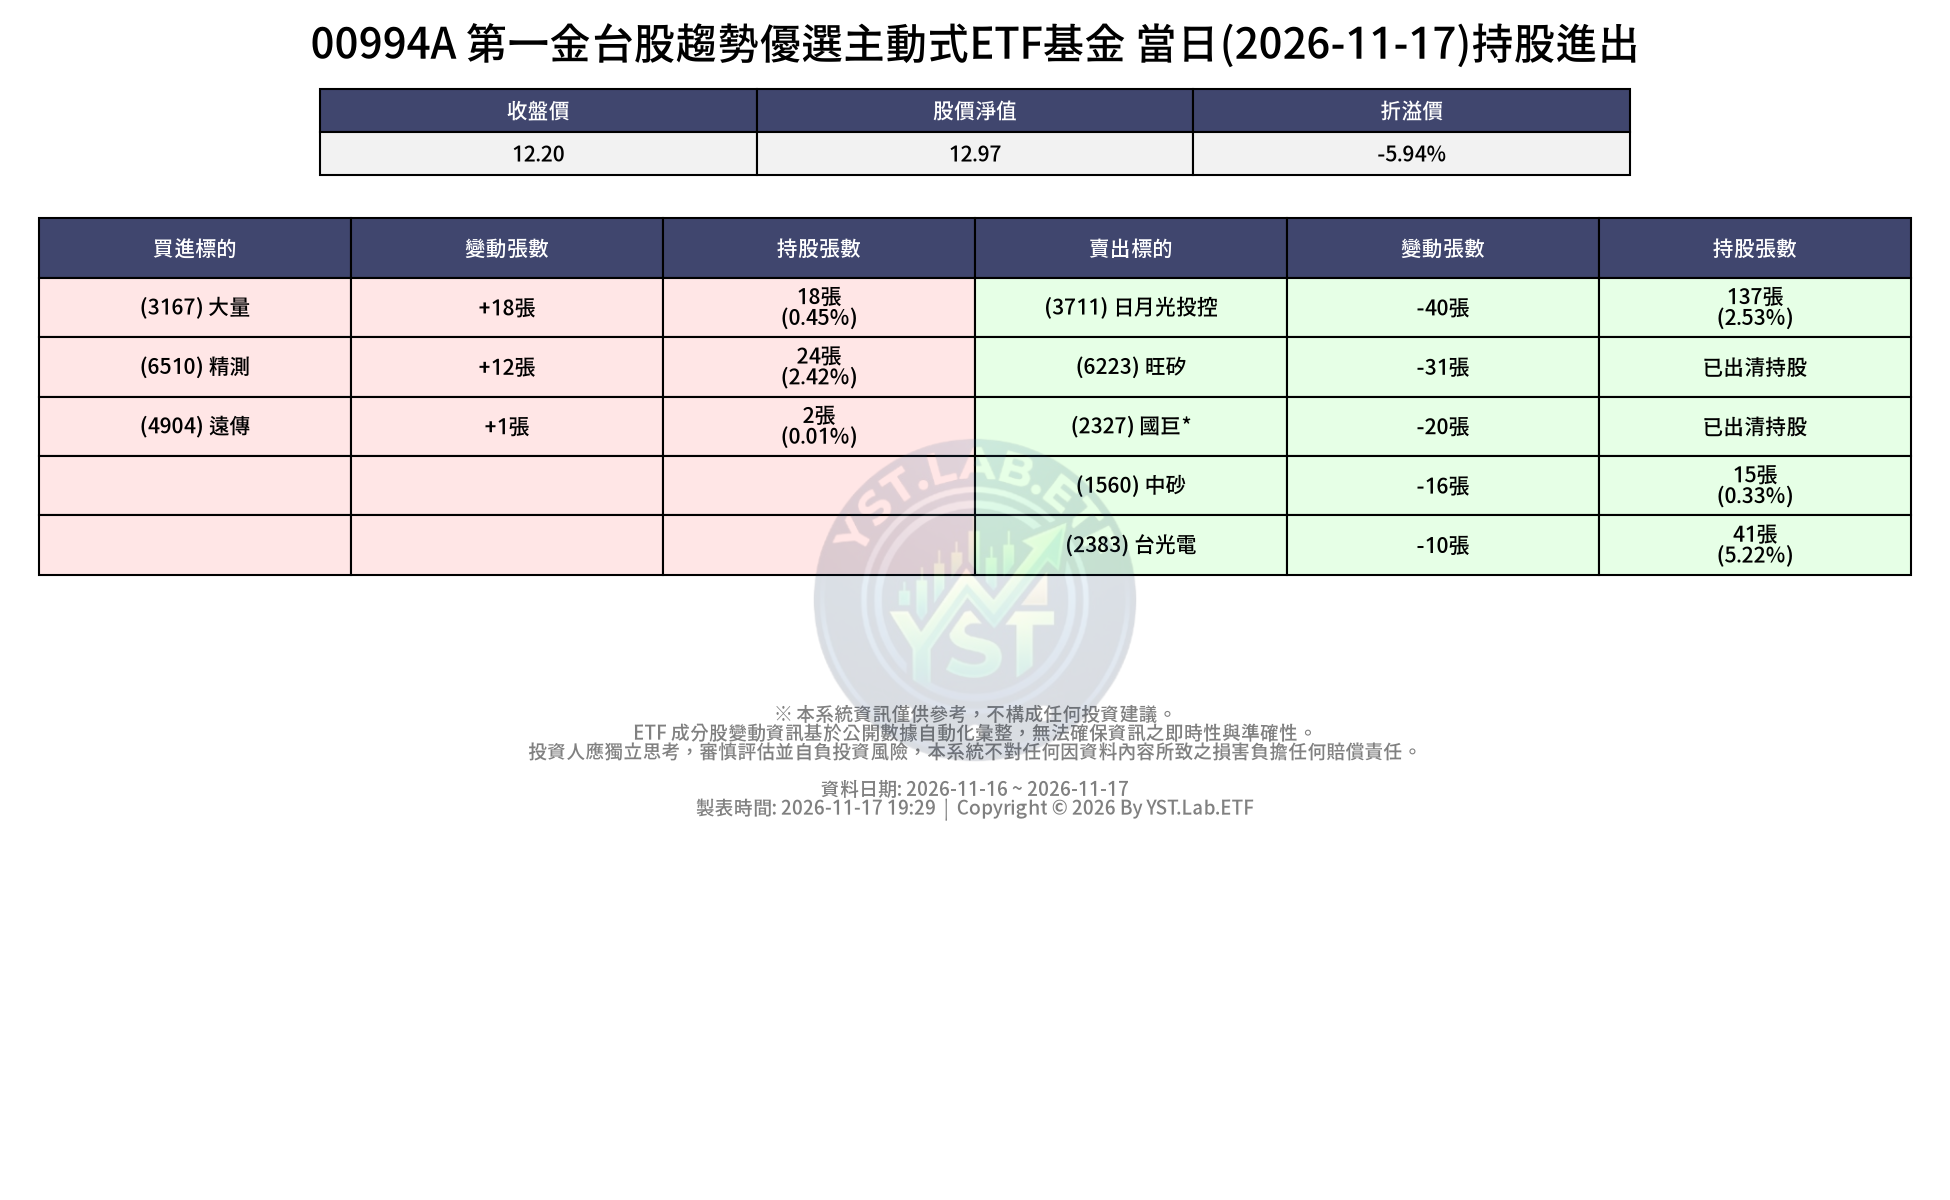 00994A 第一金台股趨勢優選主動式ETF基金 當日(2026-11-17)持股進出
收盤價 股價淨值 折溢價
12.20 12.97 -5.94%
買進標的 變動張數 持股張數 賣出標的 變動張數 持股張數
(3167) 大量 +18張 18張 (0.45%) (3711) 日月光投控 -40張 137張 (2.53%)
(6510) 精測 +12張 24張 (2.42%) (6223) 旺矽 -31張 已出清持股
(4904) 遠傳 +1張 2張 (0.01%) (2327) 國巨* -20張 已出清持股
(1560) 中砂 -16張 15張 (0.33%)
(2383) 台光電 -10張 41張 (5.22%)
YST.LAB.ETF
YST
※ 本系統資訊僅供參考，不構成任何投資建議。
ETF 成分股變動資訊基於公開數據自動化彙整，無法確保資訊之即時性與準確性。
投資人應獨立思考，審慎評估並自負投資風險，本系統不對任何因資料內容所致之損害負擔任何賠償責任。
資料日期: 2026-11-16 ~ 2026-11-17
製表時間: 2026-11-17 19:29 │ Copyright © 2026 By YST.Lab.ETF